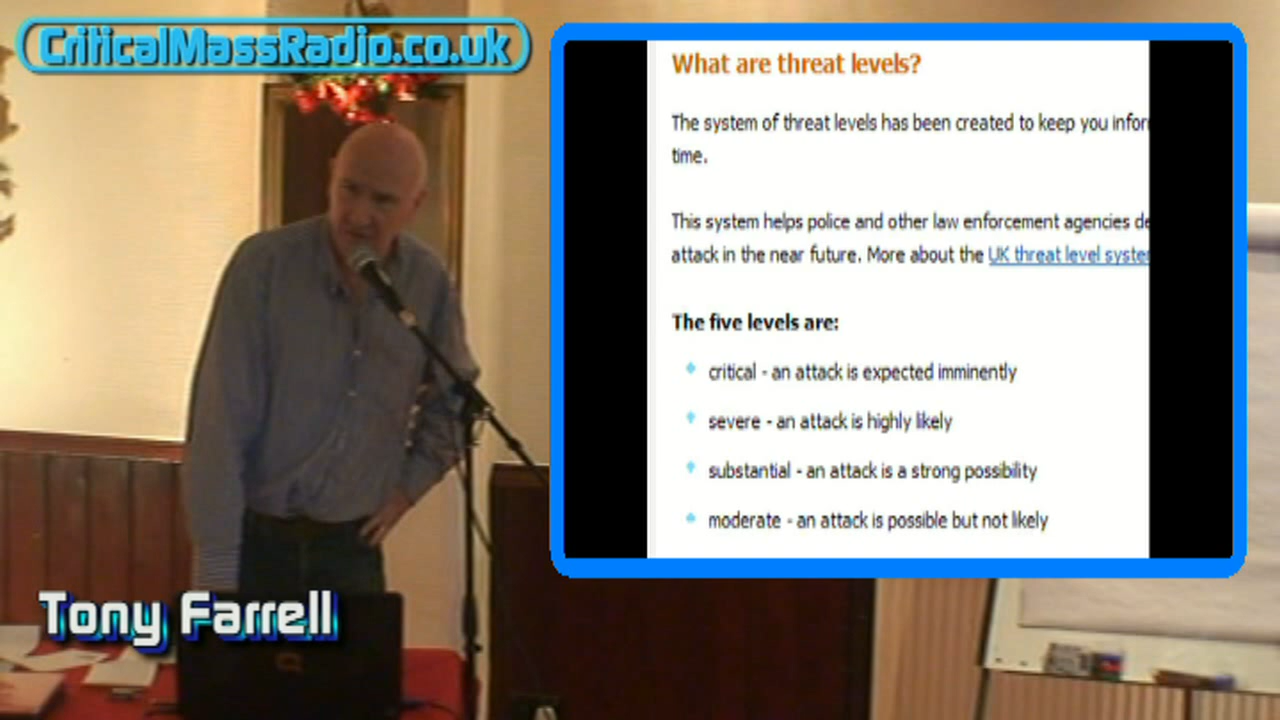 CriticalMassRadio.co.uk
What are threat levels?
The system of threat levels has been created to keep you infor
time.
This system helps police and other law enforcement agencies de
attack in the near future. More about the UK threat level syste
The five levels are:
critical - an attack is expected imminently
severe - an attack is highly likely
substantial - an attack is a strong possibility
moderate - an attack is possible but not likely
Tony Farrell